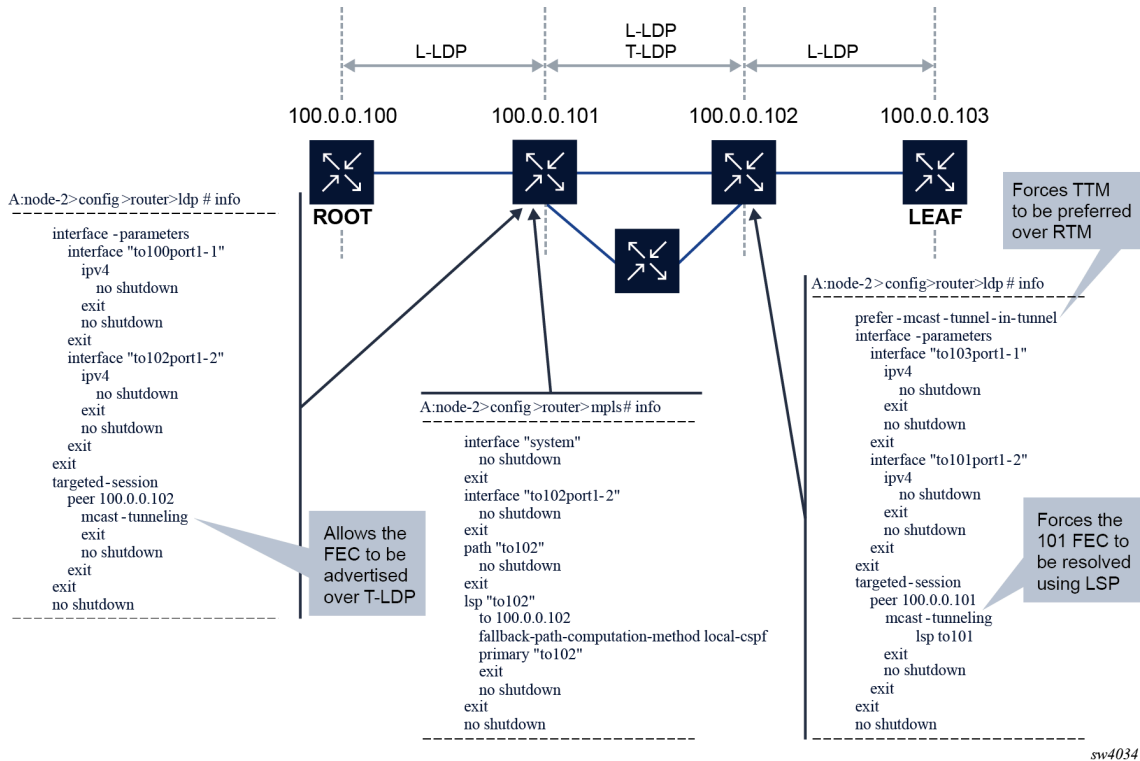 L-LDP
L-LDP
T-LDP
L-LDP
100.0.0.100
100.0.0.101
100.0.0.102
100.0.0.103
ROOT
LEAF
A:node-2>config>router>ldp # info
interface -parameters
interface "to100port1-1"
ipv4
no shutdown
exit
no shutdown
exit
interface "to102port1-2"
ipv4
no shutdown
exit
no shutdown
exit
exit
targeted-session
peer 100.0.0.102
mcast-tunneling
exit
no shutdown
exit
exit
no shutdown
Allows the
FEC to be
advertised
over T-LDP
A:node-2>config>router>mpls# info
interface "system"
no shutdown
exit
interface "to102port1-2"
no shutdown
exit
path "to102"
no shutdown
exit
lsp "to102"
to 100.0.0.102
fallback-path-computation-method local-cspf
primary "to102"
exit
no shutdown
exit
no shutdown
Forces TTM
to be preferred
over RTM
A:node-2>config>router>ldp # info
prefer-mcast-tunnel-in-tunnel
interface -parameters
interface "to103port1-1"
ipv4
no shutdown
exit
no shutdown
exit
interface "to101port1-2"
ipv4
no shutdown
exit
no shutdown
exit
exit
targeted-session
peer 100.0.0.101
mcast-tunneling
lsp to101
exit
no shutdown
exit
exit
no shutdown
Forces the
101 FEC to
be resolved
using LSP
sw4034